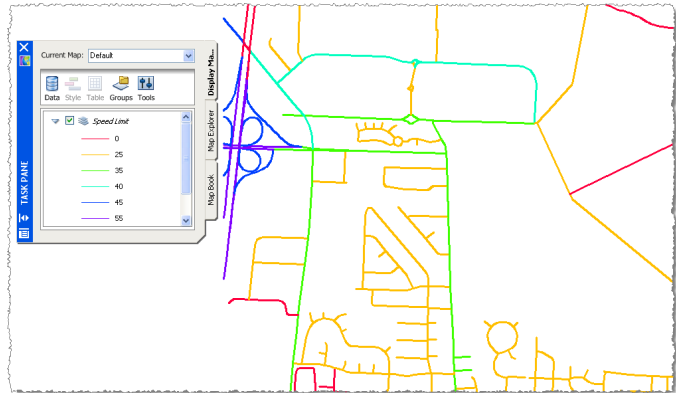 Current Map: Default
Data Style Table Groups Tools
Speed Limit
0
25
35
40
45
55
Display Ma...
Map Explorer
Map Book
TASK PANE